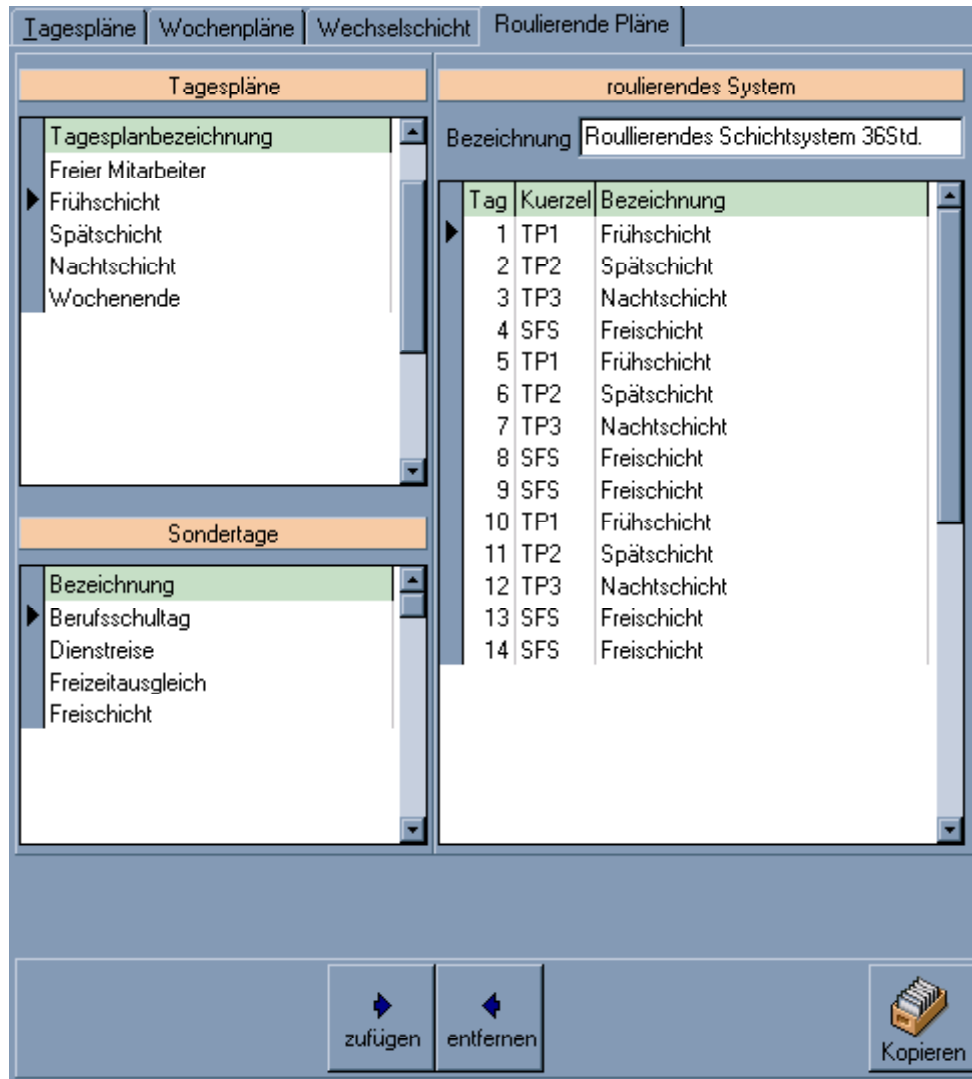 Tagespläne Wochenpläne Wechselschicht Roulierende Pläne
Tagespläne
Tagesplanbezeichnung
Freier Mitarbeiter
Frühschicht
Spätschicht
Nachtschicht
Wochenende
Sondertage
Bezeichnung
Berufsschultag
Dienstreise
Freizeitausgleich
Freischicht
roulierendes System
Bezeichnung Roullierendes Schichtsystem 36Std.
Tag Kuerzel Bezeichnung
1 TP1 Frühschicht
2 TP2 Spätschicht
3 TP3 Nachtschicht
4 SFS Freischicht
5 TP1 Frühschicht
6 TP2 Spätschicht
7 TP3 Nachtschicht
8 SFS Freischicht
9 SFS Freischicht
10 TP1 Frühschicht
11 TP2 Spätschicht
12 TP3 Nachtschicht
13 SFS Freischicht
14 SFS Freischicht
zufügen entfernen Kopieren